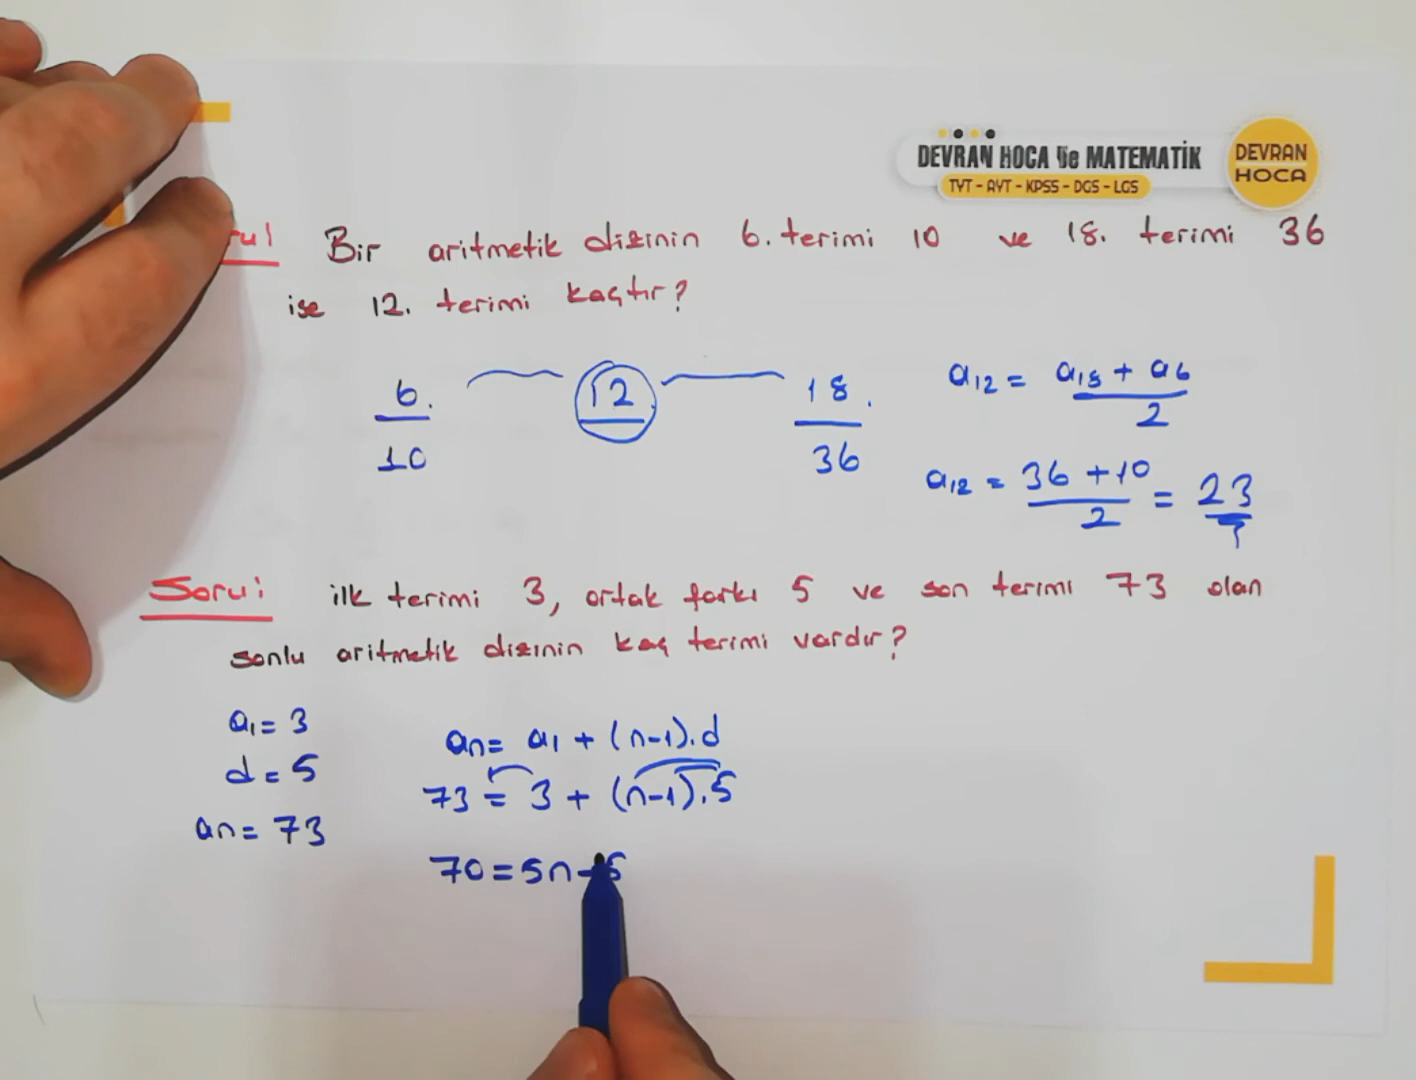 DEVRAN HOCA ile MATEMATİK
TYT - AYT - KPSS - DGS - LGS
DEVRAN
HOCA
Bir aritmetik dizinin 6. terimi 10 ve 18. terimi 36
ise 12. terimi kaçtır?
6. 12 18.
10 36
a12 = a18 + a6
2
a12 = 36 + 10 = 23
2
Soru: ilk terimi 3, ortak farkı 5 ve son terimi 73 olan
sonlu aritmetik dizinin kaç terimi vardır?
a1 = 3
d = 5
an = 73
an = a1 + (n-1).d
73 = 3 + (n-1).5
70 = 5n - 5